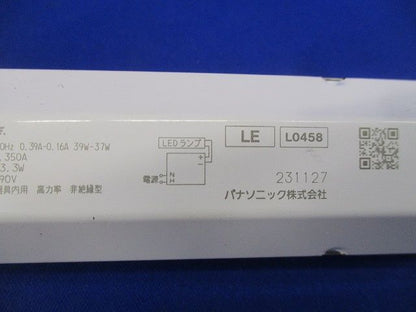 0Hz 0.39A-0.16A 39W-37W
.350A
3.3W
90V
器具内用 高力率 非絶縁型
LEDランプ
+
-
電源
N
H
LE
L0458
231127
パナソニック株式会社